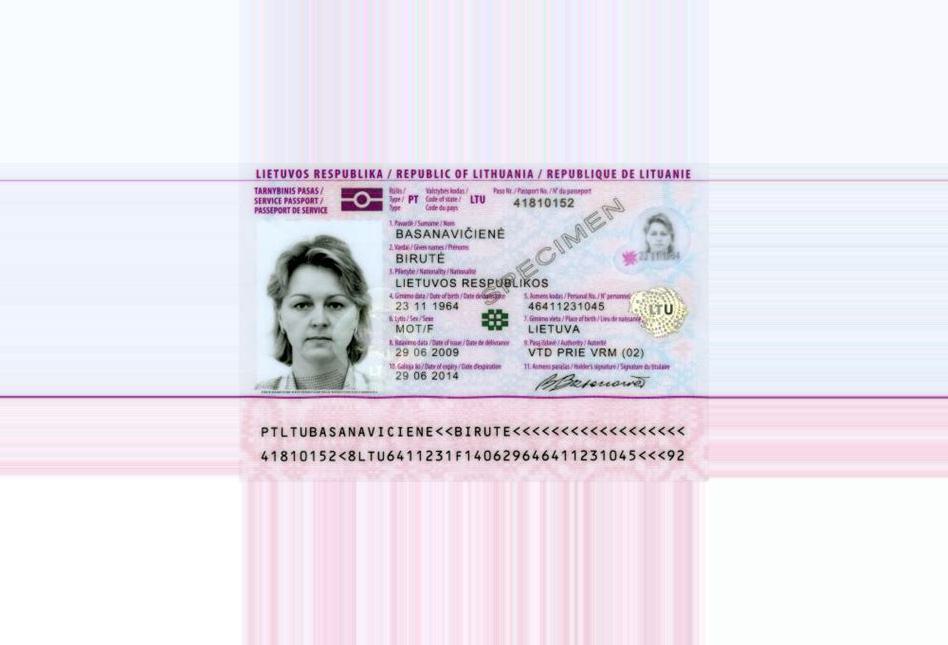 LIETUVOS RESPUBLIKA / REPUBLIC OF LITHUANIA / REPUBLIQUE DE LITUANIE
TARNYBINIS PASAS /
SERVICE PASSPORT /
PASSEPORT DE SERVICE
Rūšis /
Type /
Type
PT
Valstybės kodas /
Code of state /
Code du pays
LTU
Paso Nr. / Passport No. / N° du passeport
41810152
1. Pavardė / Surname / Nom
BASANAVIČIENĖ
2. Vardai / Given names / Prénoms
BIRUTĖ
3. Pilietybė / Nationality / Nationalité
LIETUVOS RESPUBLIKOS
4. Gimimo data / Date of birth / Date de naissance
23 11 1964
5. Asmens kodas / Personal No. / N° personnel
46411231045
6. Lytis / Sex / Sexe
MOT/F
7. Gimimo vieta / Place of birth / Lieu de naissance
LIETUVA
8. Išdavimo data / Date of issue / Date de délivrance
29 06 2009
9. Pasą išdavė / Authority / Autorité
VTD PRIE VRM (02)
10. Galioja iki / Date of expiry / Date d'expiration
29 06 2014
11. Asmens parašas / Holder's signature / Signature du titulaire
SPECIMEN
LTU
PTLTUBASANAVICIENE<<BIRUTE<<<<<<<<<<<<<<<<<<
41810152<8LTU6411231F140629646411231045<<<92